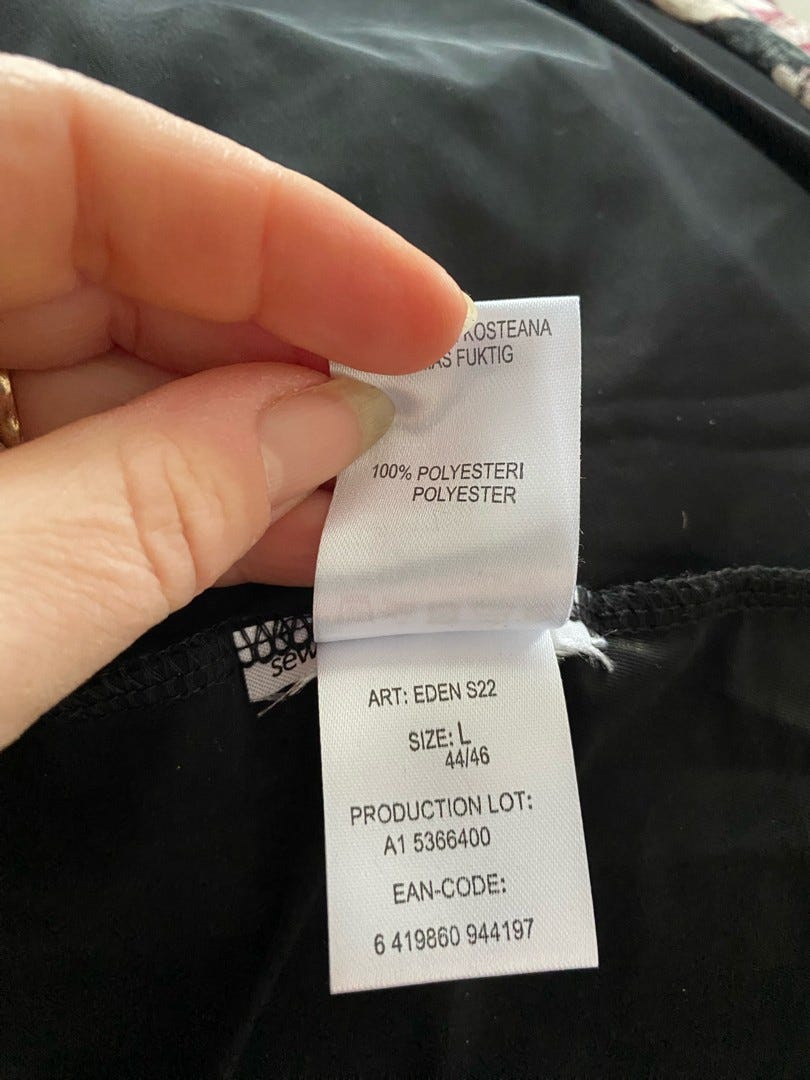 KOSTEANA
FUKTIG
100% POLYESTERI
POLYESTER
sew
ART: EDEN S22
SIZE: L
44/46
PRODUCTION LOT:
A1 5366400
EAN-CODE:
6 419860 944197